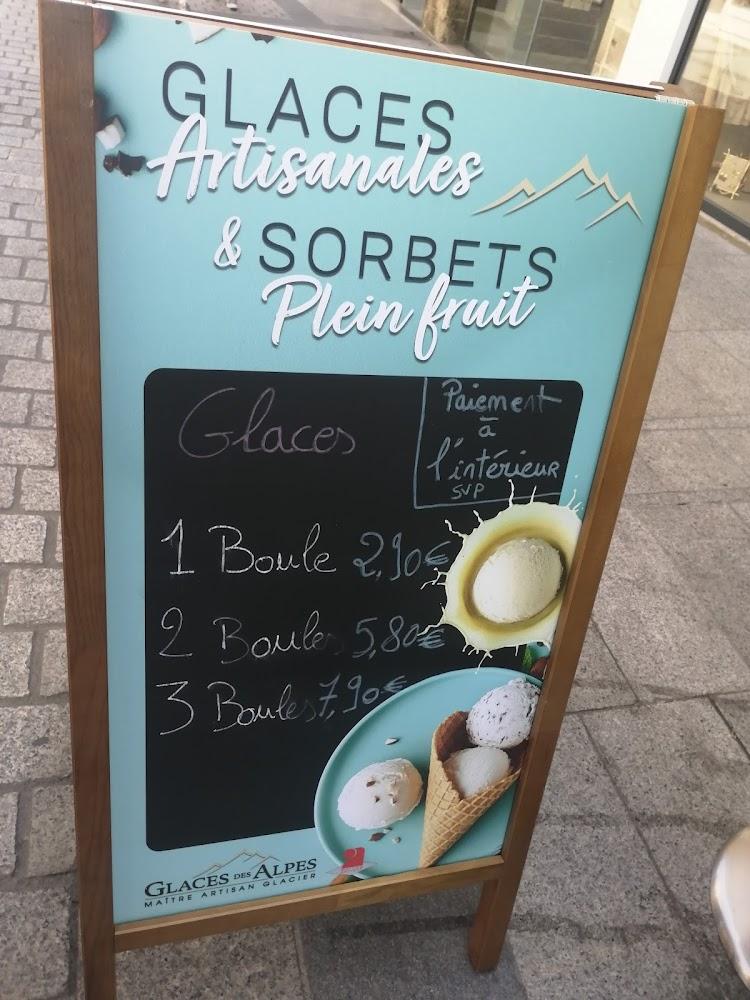 GLACES
Artisanales
& SORBETS
Plein fruit
Glaces
Paiement
à
l'intérieur
SVP
1 Boule 2,90€
2 Boules 5,80€
3 Boules 7,90€
GLACES DES ALPES
MAÎTRE ARTISAN GLACIER